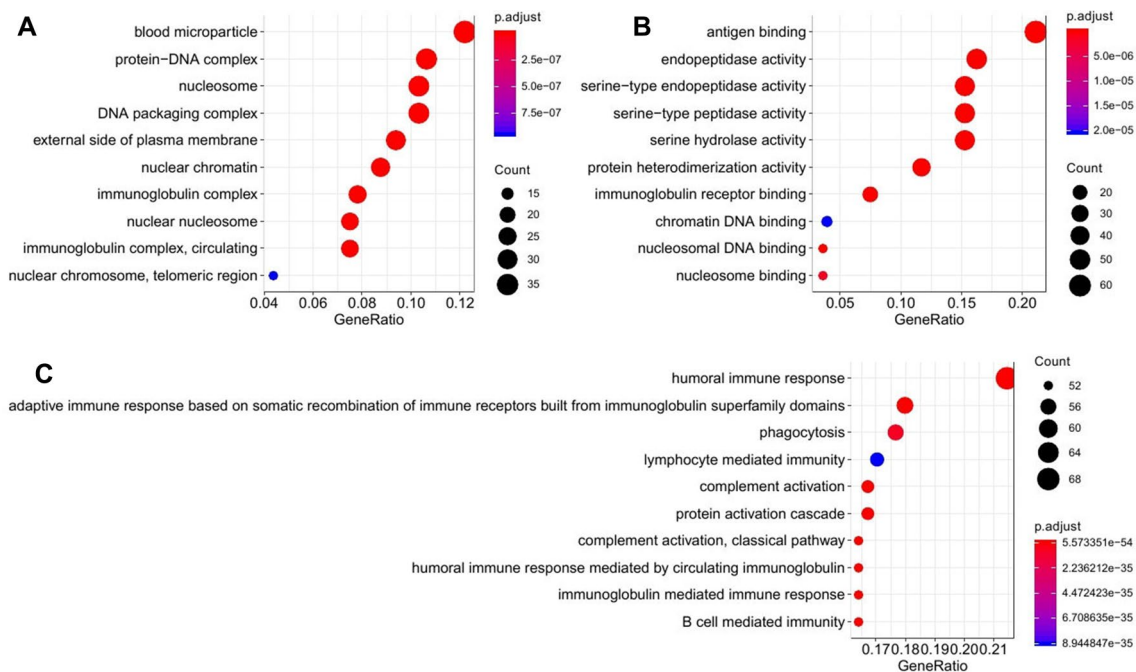 A
blood microparticle
protein−DNA complex
nucleosome
DNA packaging complex
external side of plasma membrane
nuclear chromatin
immunoglobulin complex
nuclear nucleosome
immunoglobulin complex, circulating
nuclear chromosome, telomeric region
0.04 0.06 0.08 0.10 0.12
GeneRatio
p.adjust
2.5e−07
5.0e−07
7.5e−07
Count
15
20
25
30
35
B
antigen binding
endopeptidase activity
serine−type endopeptidase activity
serine−type peptidase activity
serine hydrolase activity
protein heterodimerization activity
immunoglobulin receptor binding
chromatin DNA binding
nucleosomal DNA binding
nucleosome binding
0.05 0.10 0.15 0.20
GeneRatio
p.adjust
5.0e−06
1.0e−05
1.5e−05
2.0e−05
Count
20
30
40
50
60
C
humoral immune response
adaptive immune response based on somatic recombination of immune receptors built from immunoglobulin superfamily domains
phagocytosis
lymphocyte mediated immunity
complement activation
protein activation cascade
complement activation, classical pathway
humoral immune response mediated by circulating immunoglobulin
immunoglobulin mediated immune response
B cell mediated immunity
0.170.180.190.200.21
GeneRatio
Count
52
56
60
64
68
p.adjust
5.573351e−54
2.236212e−35
4.472423e−35
6.708635e−35
8.944847e−35